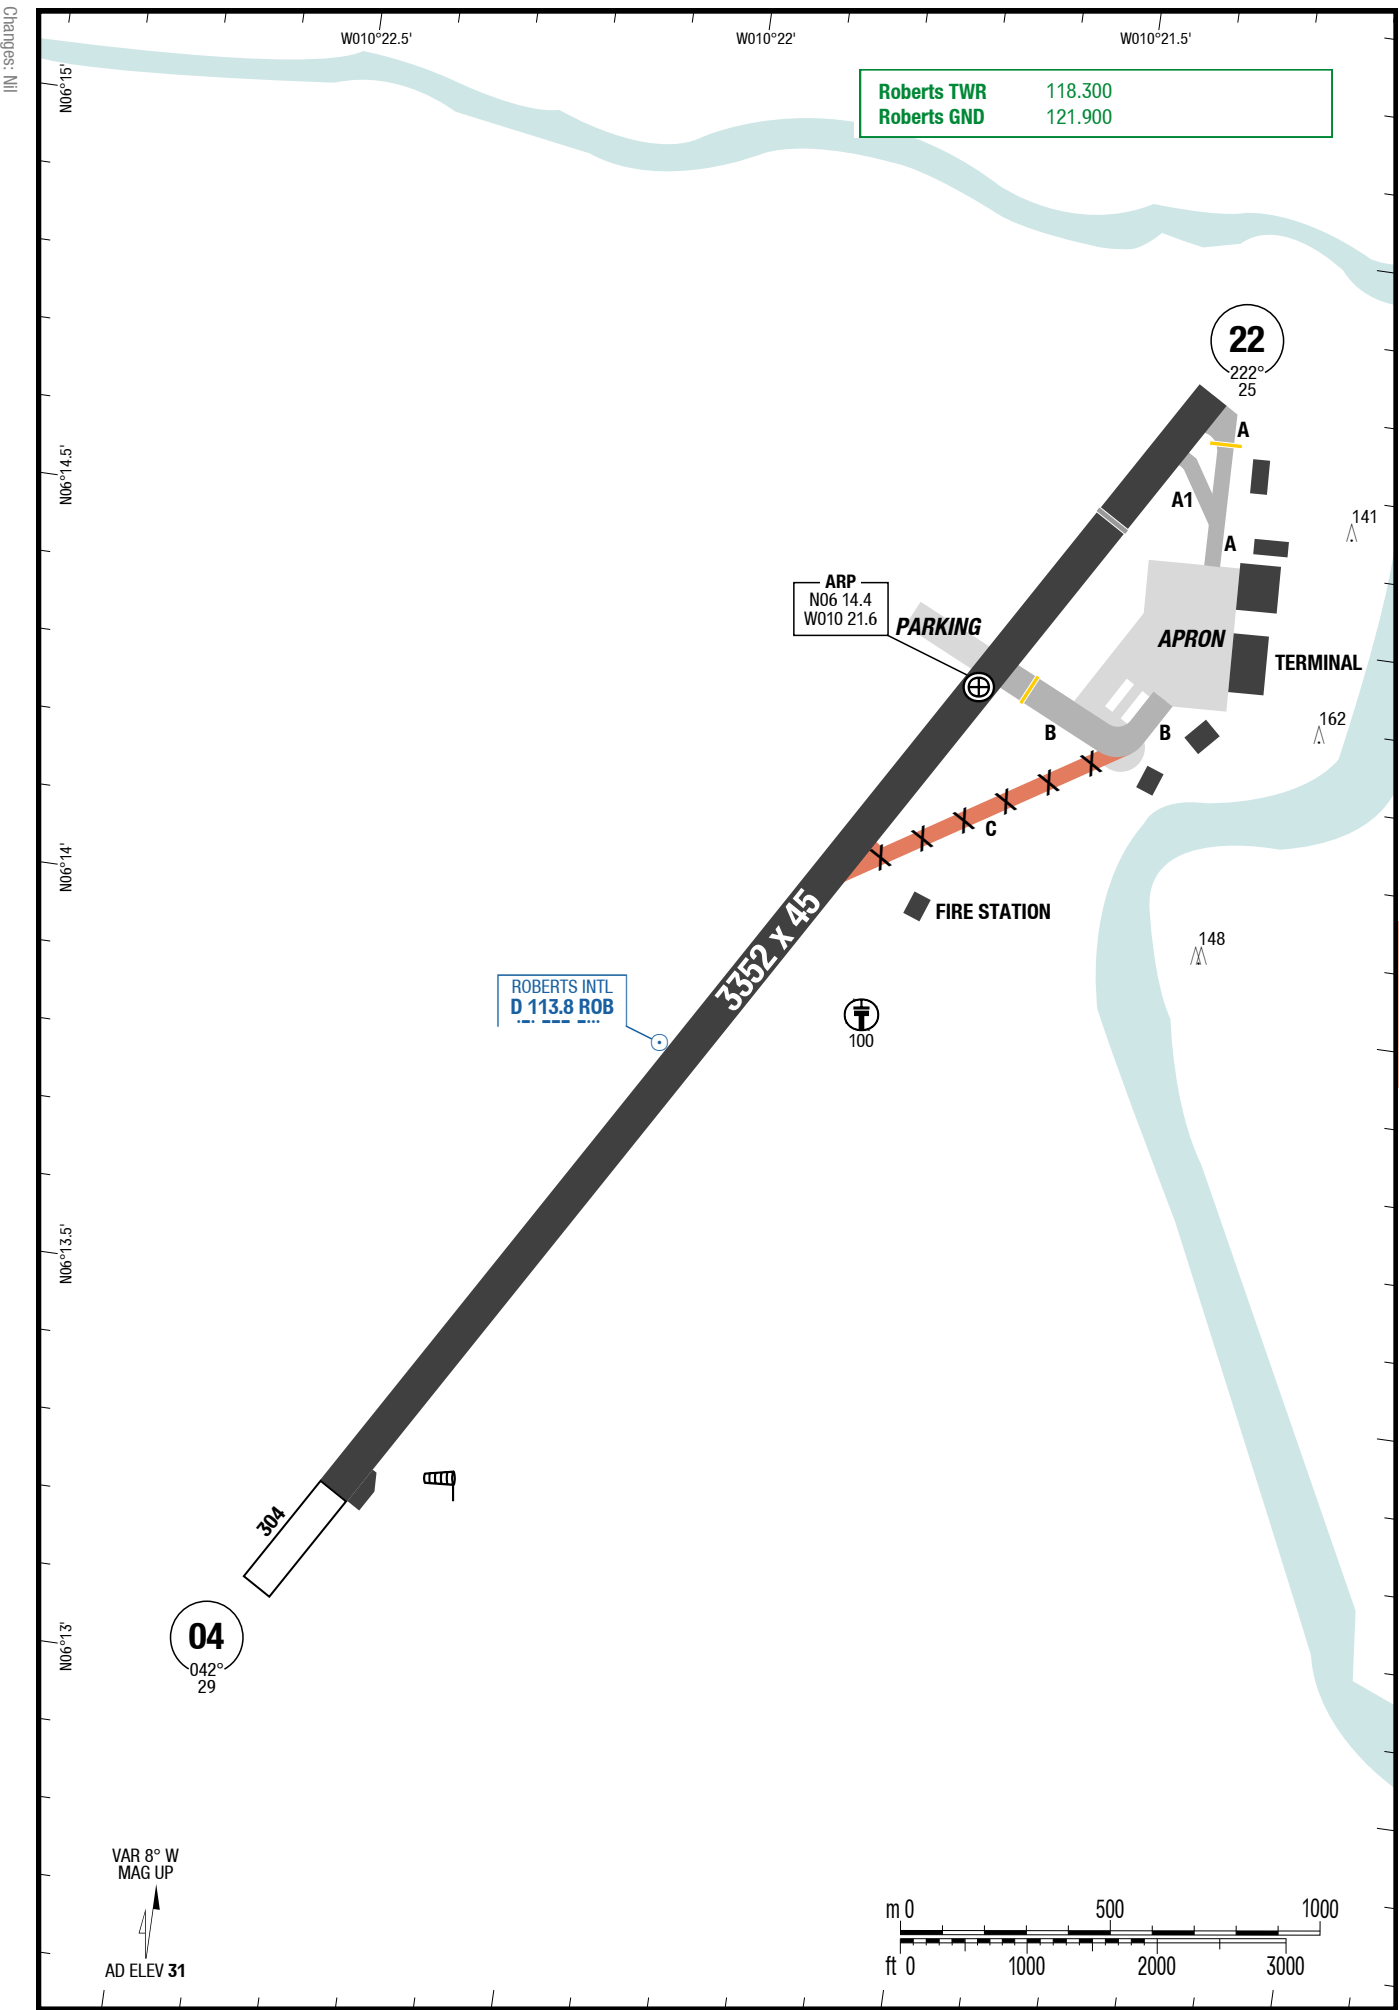 Changes: Nil
W010°22.5'
W010°22'
W010°21.5'
N06°15'
Roberts TWR 118.300
Roberts GND 121.900
22
222°
25
A
N06°14.5'
A1
141
A
ARP
N06 14.4
W010 21.6
PARKING
APRON
TERMINAL
162
B
B
C
N06°14'
3352 x 45
FIRE STATION
148
ROBERTS INTL
D 113.8 ROB
100
N06°13.5'
304
04
042°
29
N06°13'
VAR 8° W
MAG UP
AD ELEV 31
m 0 500 1000
ft 0 1000 2000 3000